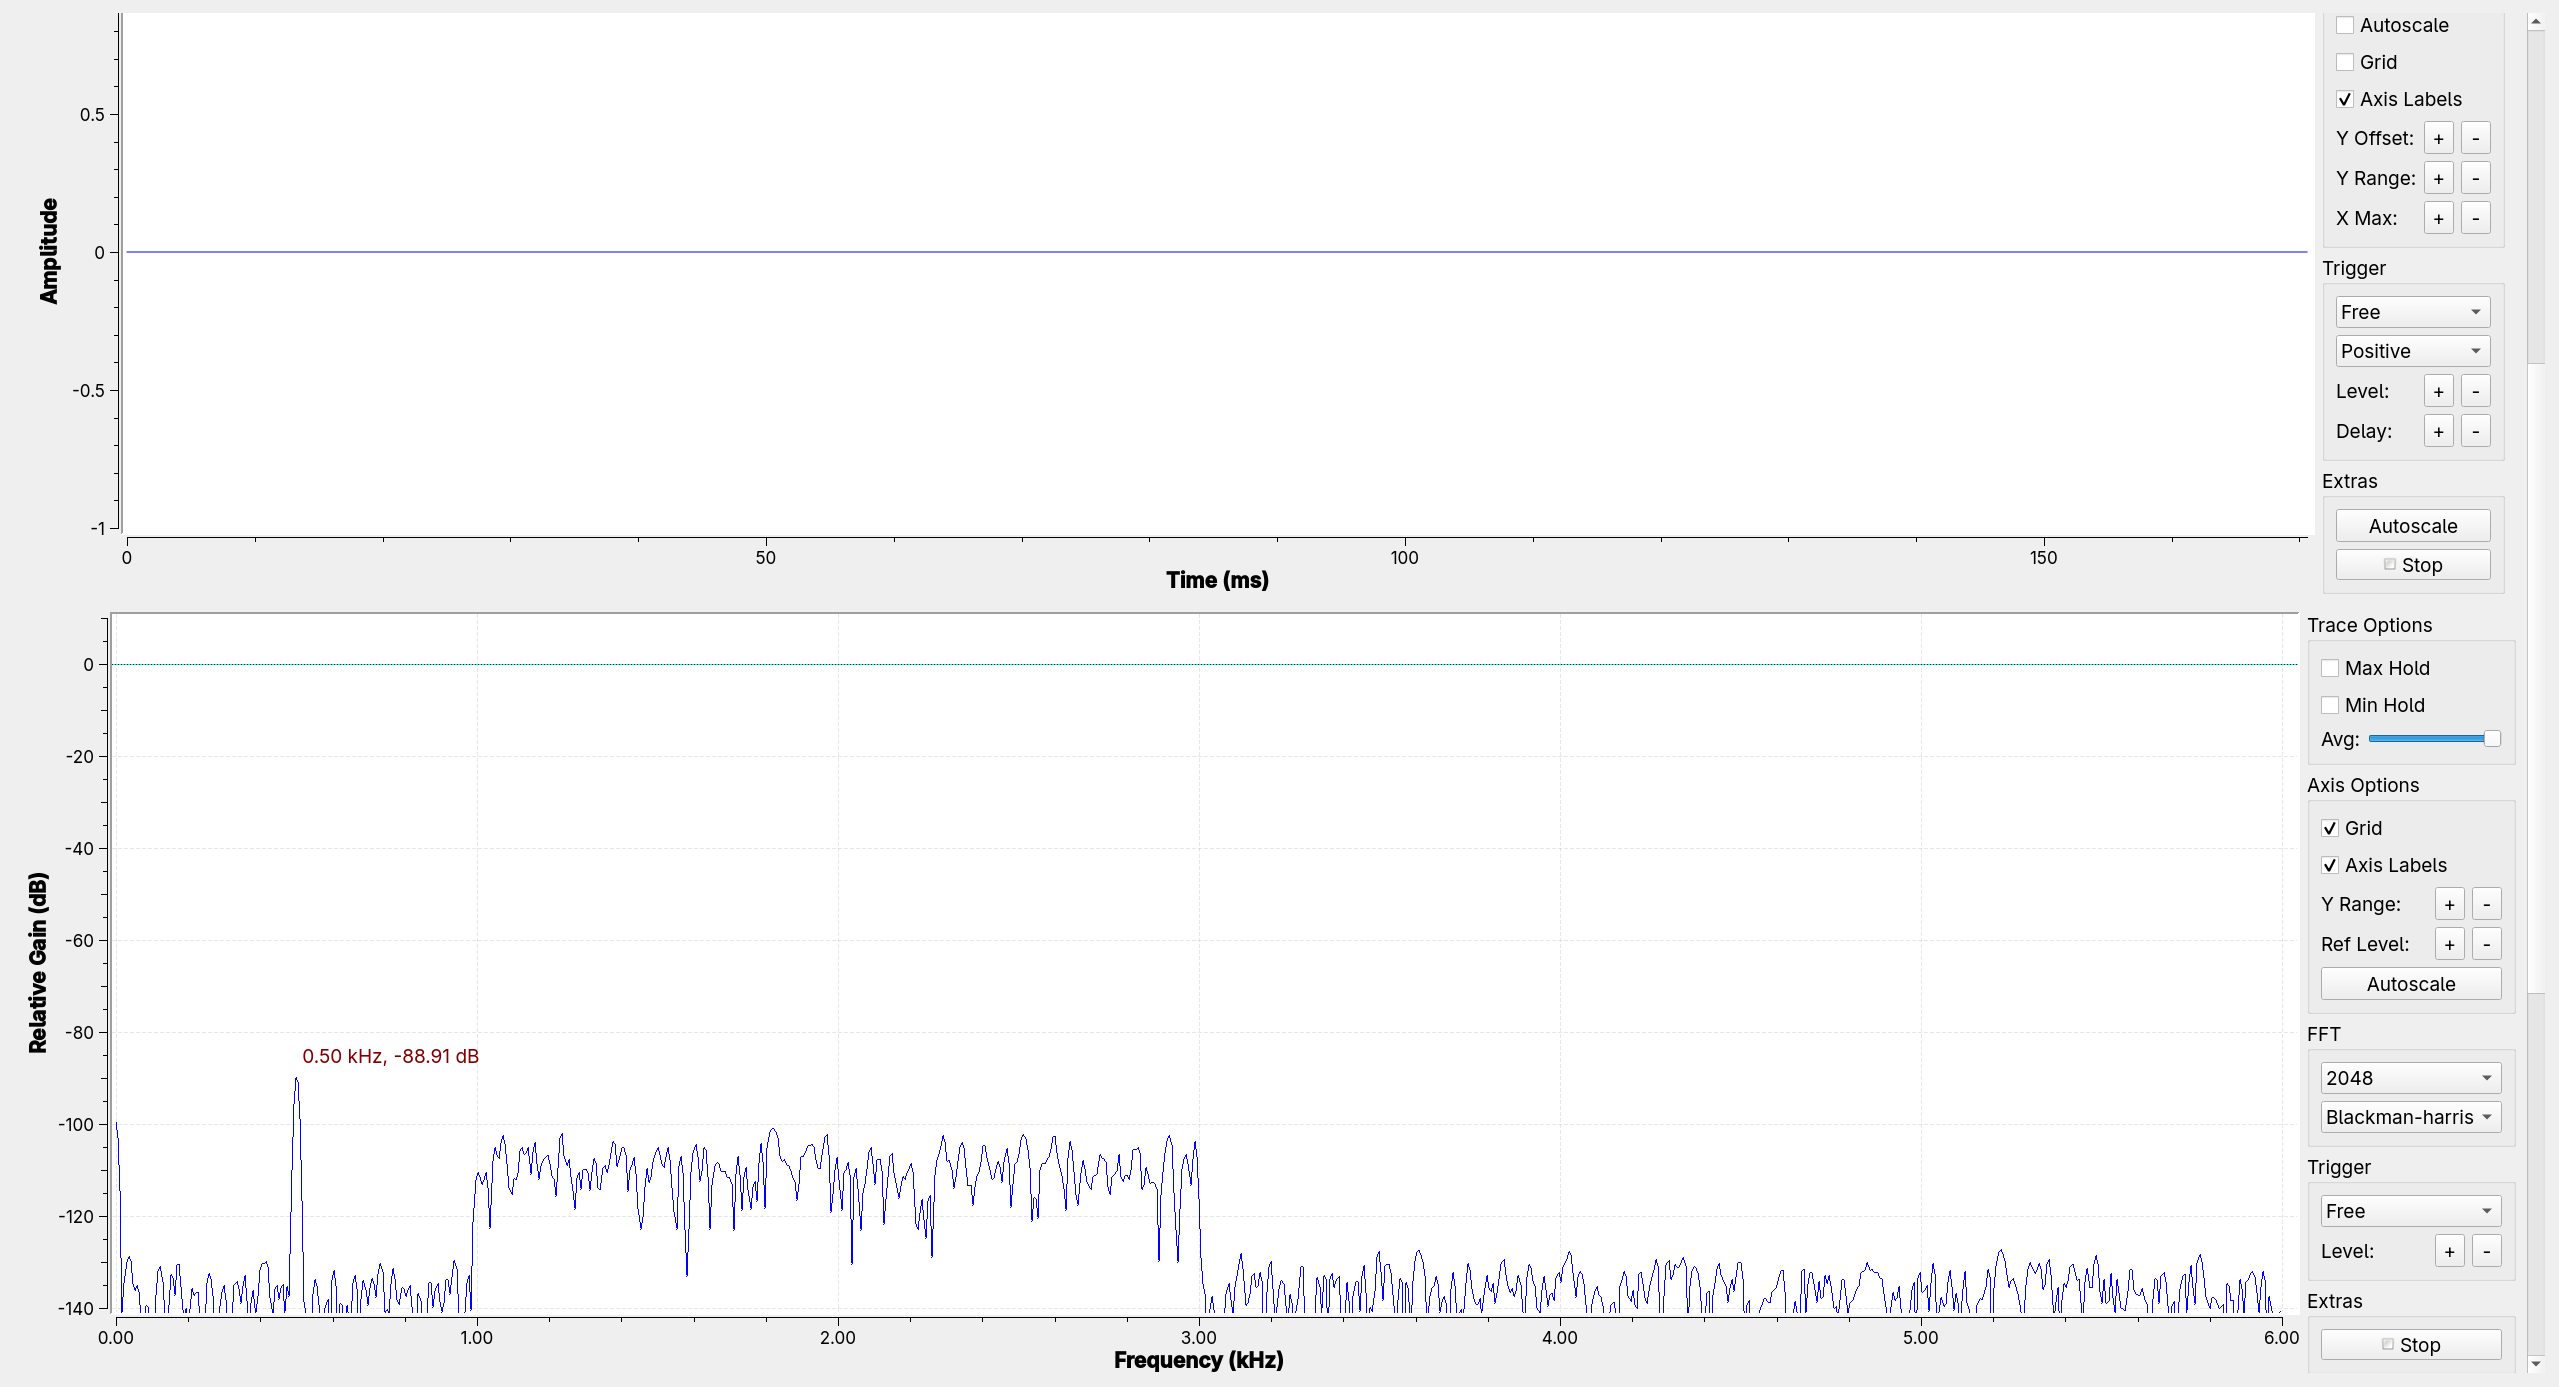 Autoscale
Grid
Axis Labels
Y Offset: + -
Y Range: + -
X Max: + -
Trigger
Free
Positive
Level: + -
Delay: + -
Extras
Autoscale
Stop
Amplitude
0.5
0
-0.5
-1
0 50 100 150
Time (ms)
Relative Gain (dB)
0
-20
-40
-60
-80
-100
-120
-140
0.50 kHz, -88.91 dB
0.00 1.00 2.00 3.00 4.00 5.00 6.00
Frequency (kHz)
Trace Options
Max Hold
Min Hold
Avg:
Axis Options
Grid
Axis Labels
Y Range: + -
Ref Level: + -
Autoscale
FFT
2048
Blackman-harris
Trigger
Free
Level: + -
Extras
Stop